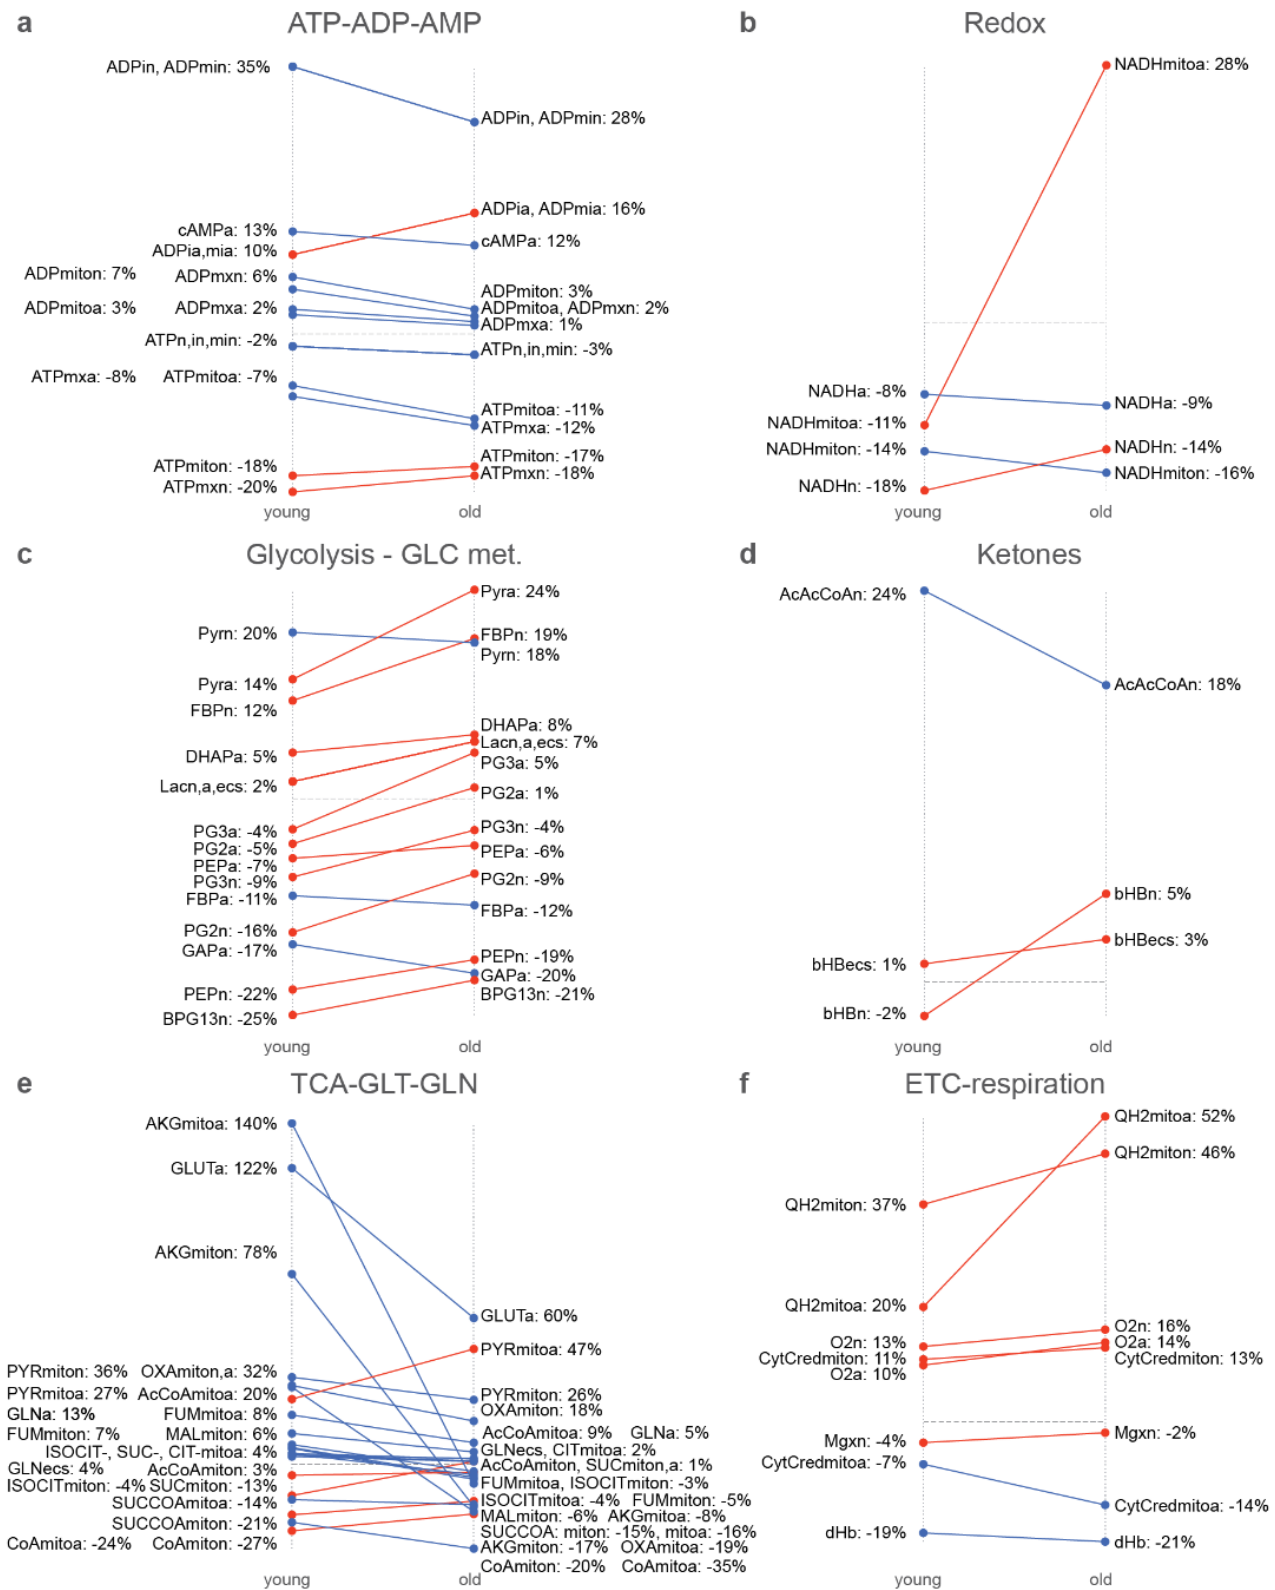 a
ATP-ADP-AMP
ADPin, ADPmin: 35%
ADPin, ADPmin: 28%
ADPia, ADPmia: 16%
cAMPa: 13%
cAMPa: 12%
ADPia,mia: 10%
ADPmiton: 7% ADPmxn: 6%
ADPmiton: 3%
ADPmitoa: 3% ADPmxa: 2%
ADPmitoa, ADPmxn: 2%
ADPmxa: 1%
ATPn,in,min: -2%
ATPn,in,min: -3%
ATPmxa: -8% ATPmitoa: -7%
ATPmitoa: -11%
ATPmxa: -12%
ATPmiton: -17%
ATPmiton: -18%
ATPmxn: -18%
ATPmxn: -20%
young old
b
Redox
NADHmitoa: 28%
NADHa: -8%
NADHa: -9%
NADHmitoa: -11%
NADHmiton: -14%
NADHn: -14%
NADHmiton: -16%
NADHn: -18%
young old
c
Glycolysis - GLC met.
Pyra: 24%
Pyrn: 20%
FBPn: 19%
Pyrn: 18%
Pyra: 14%
FBPn: 12%
DHAPa: 8%
Lacn,a,ecs: 7%
DHAPa: 5%
PG3a: 5%
Lacn,a,ecs: 2%
PG2a: 1%
PG3a: -4%
PG3n: -4%
PG2a: -5%
PEPa: -6%
PEPa: -7%
PG3n: -9%
PG2n: -9%
FBPa: -11%
FBPa: -12%
PG2n: -16%
GAPa: -17%
PEPn: -19%
GAPa: -20%
PEPn: -22%
BPG13n: -21%
BPG13n: -25%
young old
d
Ketones
AcAcCoAn: 24%
AcAcCoAn: 18%
bHBn: 5%
bHBecs: 3%
bHBecs: 1%
bHBn: -2%
young old
e
TCA-GLT-GLN
AKGmitoa: 140%
GLUTa: 122%
AKGmiton: 78%
GLUTa: 60%
PYRmitoa: 47%
PYRmiton: 36% OXAmiton,a: 32%
PYRmitoa: 27% AcCoAmitoa: 20%
GLNa: 13% FUMmitoa: 8%
FUMmiton: 7% MALmiton: 6%
ISOCIT-, SUC-, CIT-mitoa: 4%
GLNecs: 4% AcCoAmiton: 3%
ISOCITmiton: -4% SUCmiton: -13%
SUCCOAmitoa: -14%
SUCCOAmiton: -21%
CoAmitoa: -24% CoAmiton: -27%
PYRmiton: 26%
OXAmiton: 18%
AcCoAmitoa: 9% GLNa: 5%
GLNecs, CITmitoa: 2%
AcCoAmiton, SUCmiton,a: 1%
FUMmitoa, ISOCITmiton: -3%
ISOCITmitoa: -4% FUMmiton: -5%
MALmiton: -6% AKGmitoa: -8%
SUCCOA: miton: -15%, mitoa: -16%
AKGmiton: -17% OXAmitoa: -19%
CoAmiton: -20% CoAmitoa: -35%
young old
f
ETC-respiration
QH2mitoa: 52%
QH2miton: 46%
QH2miton: 37%
QH2mitoa: 20%
O2n: 16%
O2n: 13%
O2a: 14%
CytCredmiton: 11%
CytCredmiton: 13%
O2a: 10%
Mgxn: -2%
Mgxn: -4%
CytCredmitoa: -7%
CytCredmitoa: -14%
dHb: -19%
dHb: -21%
young old